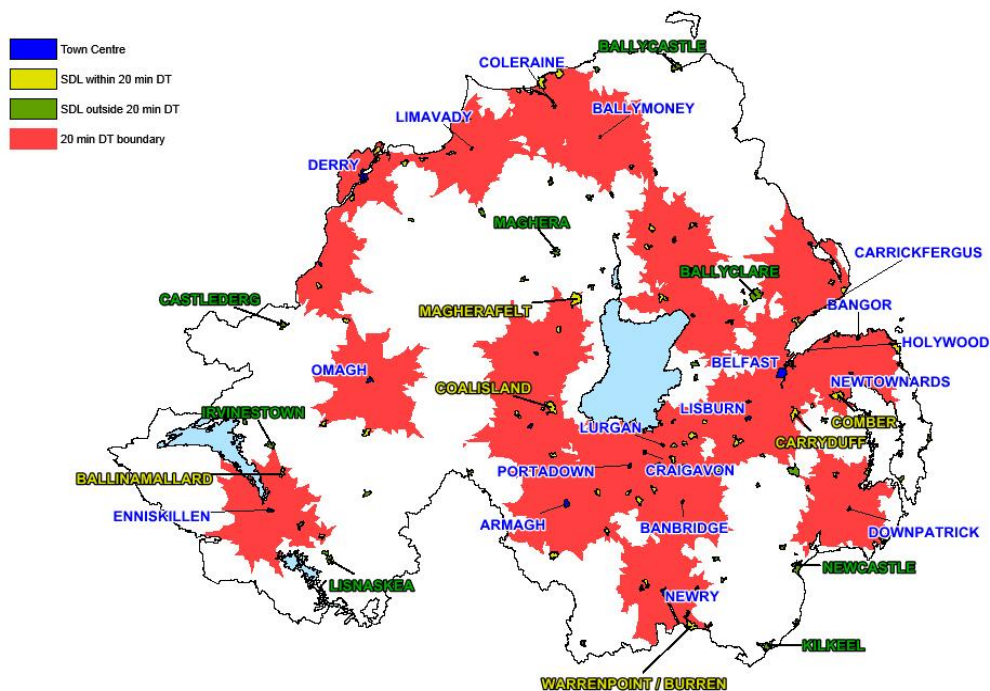 Town Centre
SDL within 20 min DT
SDL outside 20 min DT
20 min DT boundary
BALLYCASTLE
COLERAINE
BALLYMONEY
LIMAVADY
DERRY
MAGHERA
CARRICKFERGUS
BALLYCLARE
CASTLEDERG
BANGOR
MAGHERAFELT
HOLYWOOD
BELFAST
OMAGH
NEWTOWNARDS
COALISLAND
LISBURN
IRVINESTOWN
COMBER
LURGAN
CARRYDUFF
PORTADOWN
CRAIGAVON
BALLINAMALLARD
ENNISKILLEN
ARMAGH
BANBRIDGE
DOWNPATRICK
NEWCASTLE
LISNASKEA
NEWRY
KILKEEL
WARRENPOINT / BURREN